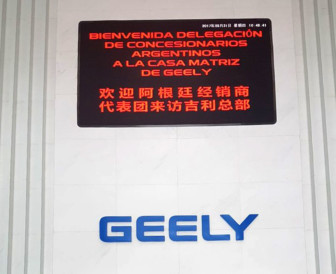 BIENVENIDA DELEGACIÓN
DE CONCESIONARIOS
ARGENTINOS
A LA CASA MATRIZ
DE GEELY
欢迎阿根廷经销商
代表团来访吉利总部
GEELY